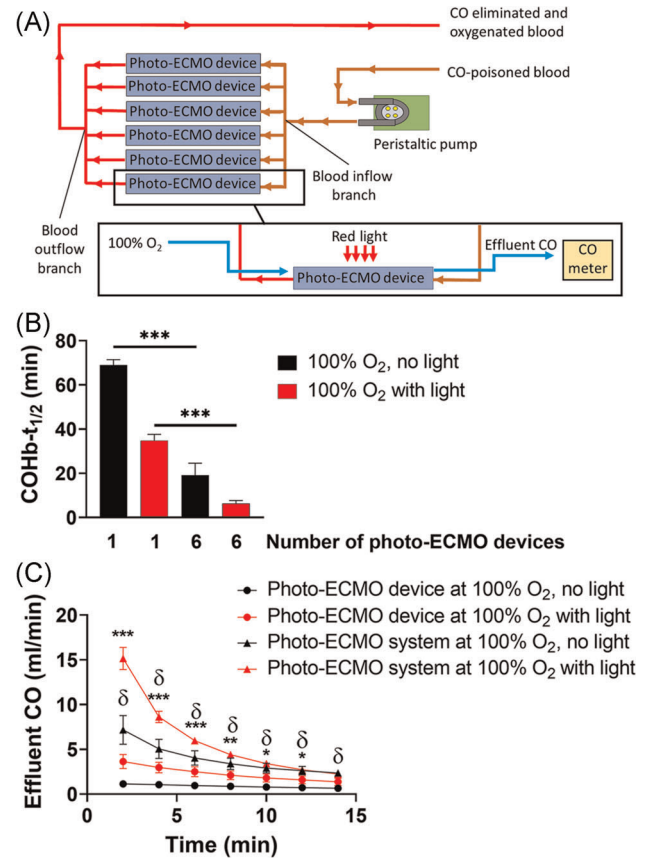 (A)
CO eliminated and
oxygenated blood
Photo-ECMO device
Photo-ECMO device
CO-poisoned blood
Photo-ECMO device
Photo-ECMO device
Peristaltic pump
Photo-ECMO device
Blood inflow
branch
Photo-ECMO device
Blood
outflow
branch
100% O₂
Red light
Effluent CO
CO
meter
Photo-ECMO device
(B)
COHb-t₁/₂ (min)
80
60
40
20
0
***
***
100% O₂, no light
100% O₂ with light
1 1 6 6 Number of photo-ECMO devices
(C)
Photo-ECMO device at 100% O₂, no light
Photo-ECMO device at 100% O₂ with light
Photo-ECMO system at 100% O₂, no light
Photo-ECMO system at 100% O₂ with light
Effluent CO (ml/min)
20
15
10
5
0
***
δ
δ
***
δ
***
δ
**
δ
*
δ
*
δ
0 5 10 15
Time (min)